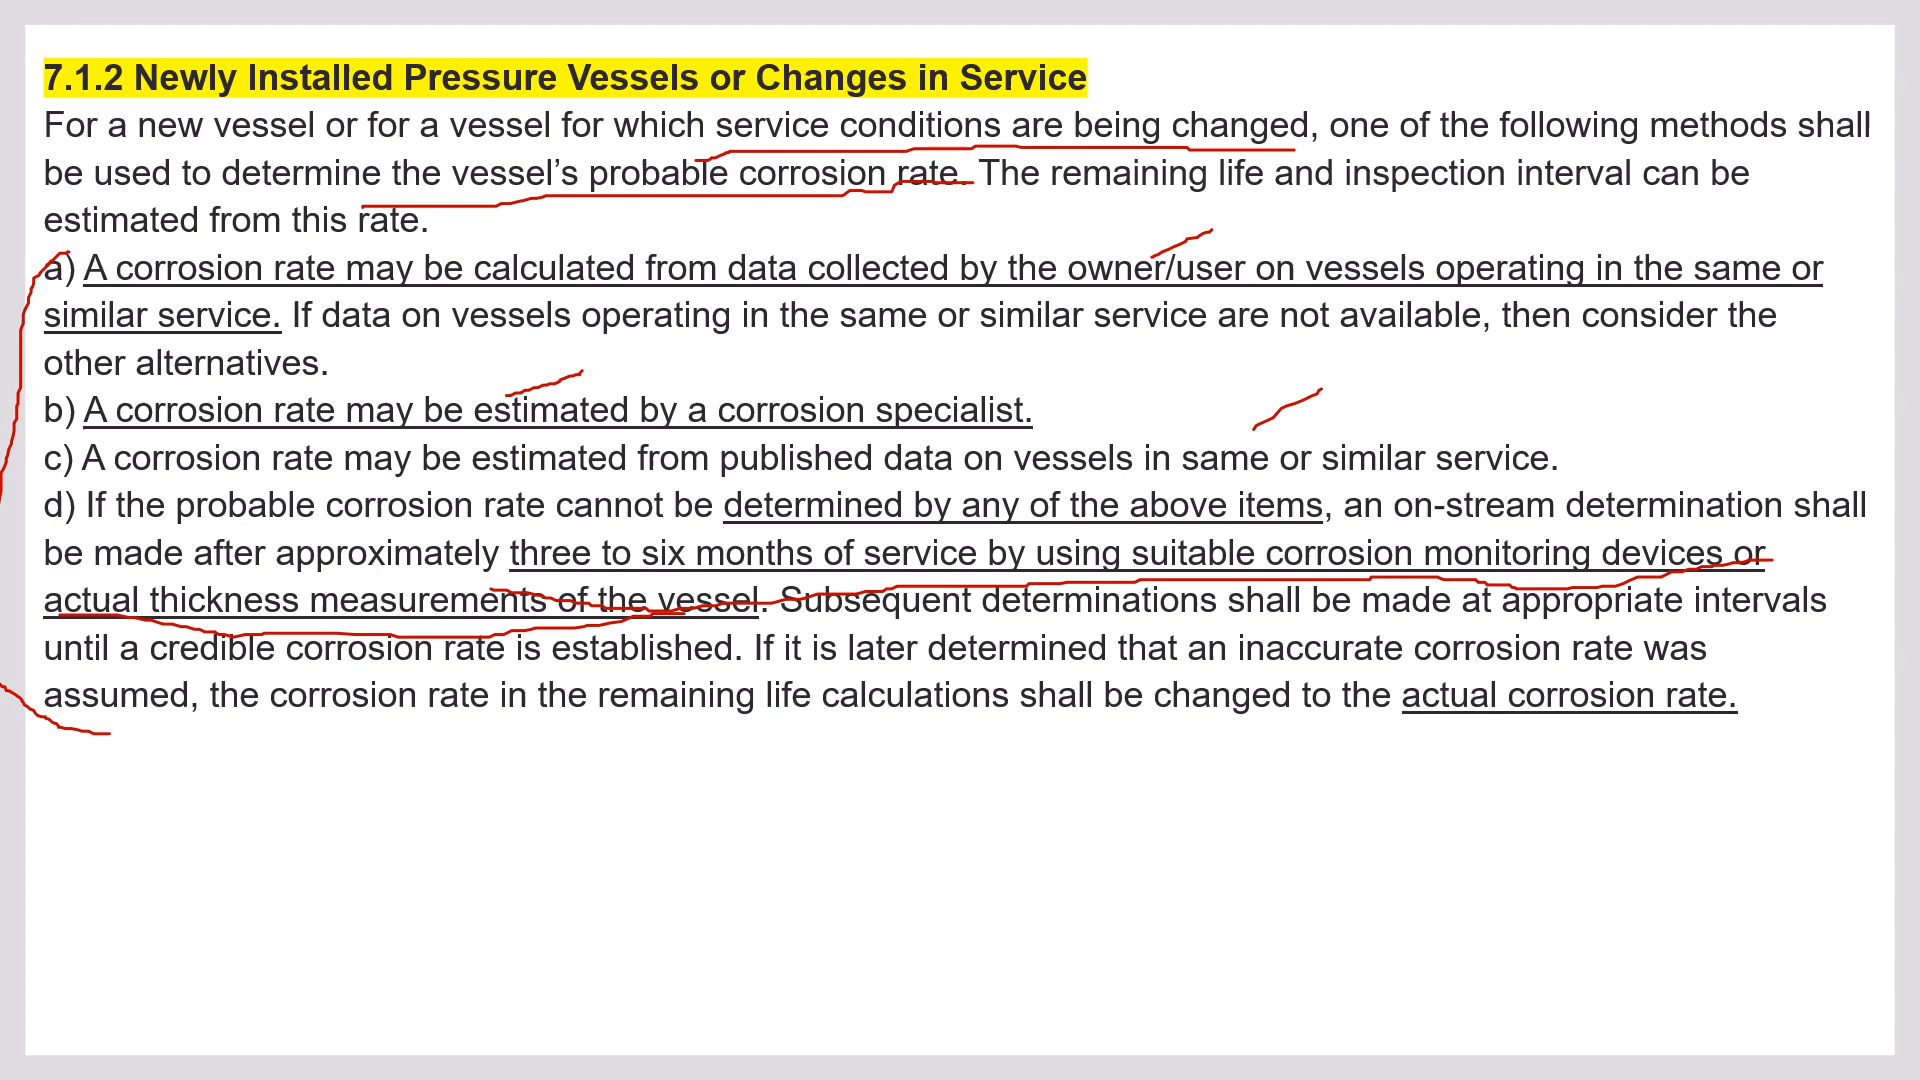 7.1.2 Newly Installed Pressure Vessels or Changes in Service
For a new vessel or for a vessel for which service conditions are being changed, one of the following methods shall
be used to determine the vessel’s probable corrosion rate. The remaining life and inspection interval can be
estimated from this rate.
a) A corrosion rate may be calculated from data collected by the owner/user on vessels operating in the same or
similar service. If data on vessels operating in the same or similar service are not available, then consider the
other alternatives.
b) A corrosion rate may be estimated by a corrosion specialist.
c) A corrosion rate may be estimated from published data on vessels in same or similar service.
d) If the probable corrosion rate cannot be determined by any of the above items, an on-stream determination shall
be made after approximately three to six months of service by using suitable corrosion monitoring devices or
actual thickness measurements of the vessel. Subsequent determinations shall be made at appropriate intervals
until a credible corrosion rate is established. If it is later determined that an inaccurate corrosion rate was
assumed, the corrosion rate in the remaining life calculations shall be changed to the actual corrosion rate.